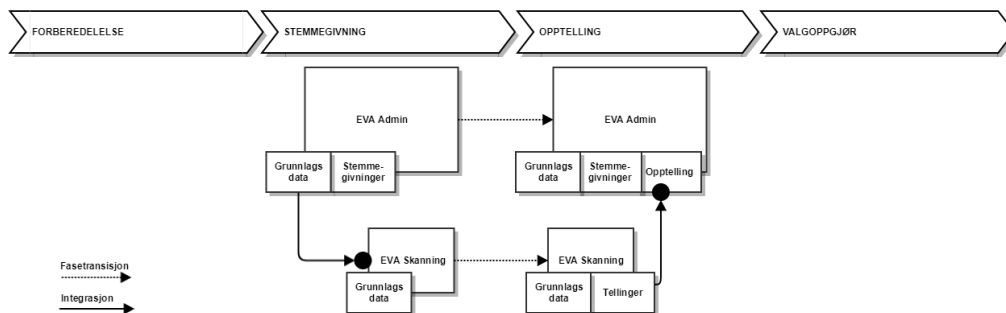 FORBEREDELSE
STEMMEGIVNING
OPPTELLING
VALGOPPGJØR
EVA Admin
EVA Admin
Grunnlags
data
Stemme-
givninger
Grunnlags
data
Stemme-
givninger
Opptelling
EVA Skanning
EVA Skanning
Grunnlags
data
Grunnlags
data
Tellinger
Fasetransisjon
Integrasjon